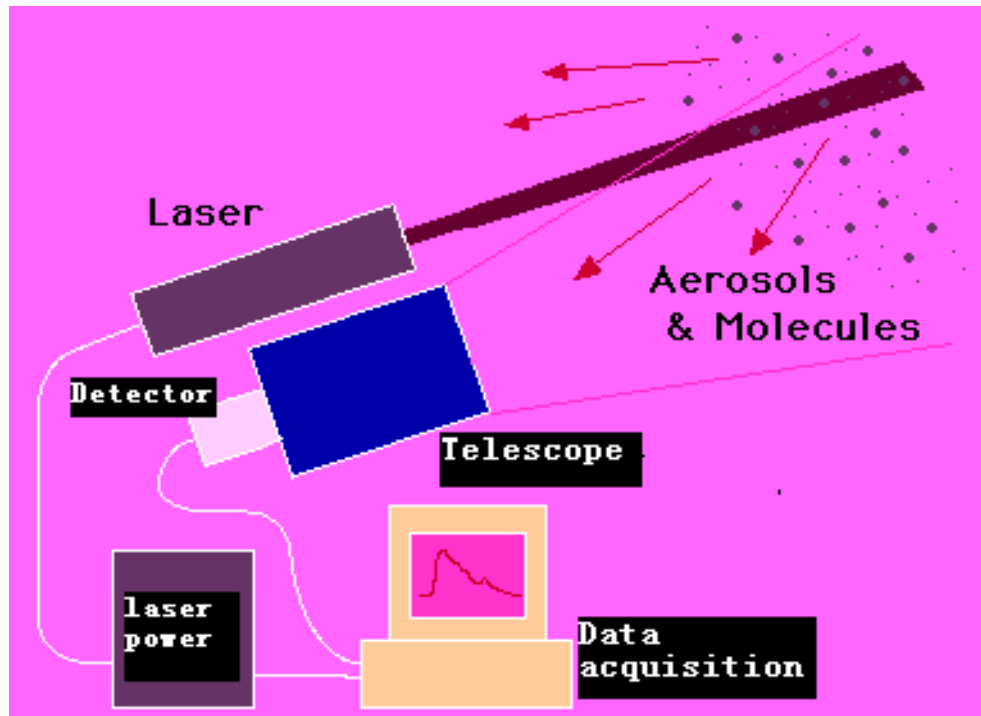 Laser
Aerosols
& Molecules
Detector
Telescope
laser
power
Data
acquisition